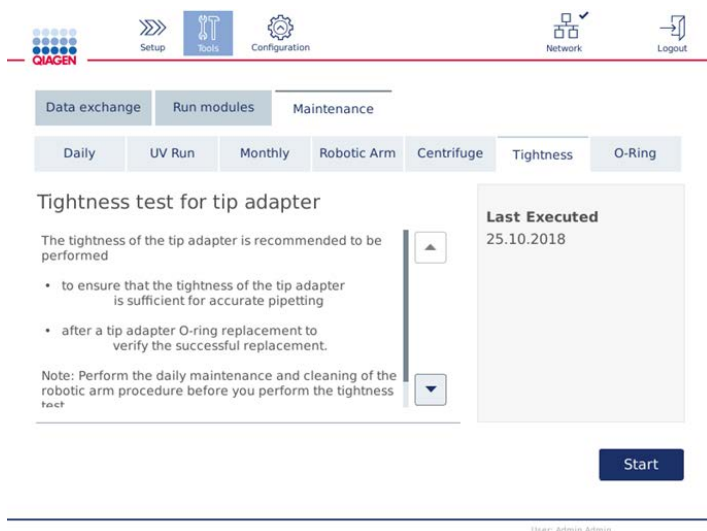 QIAGEN
Setup
Tools
Configuration
Network
Logout
Data exchange
Run modules
Maintenance
Daily
UV Run
Monthly
Robotic Arm
Centrifuge
Tightness
O-Ring
Tightness test for tip adapter
The tightness of the tip adapter is recommended to be
performed
• to ensure that the tightness of the tip adapter
is sufficient for accurate pipetting
• after a tip adapter O-ring replacement to
verify the successful replacement.
Note: Perform the daily maintenance and cleaning of the
robotic arm procedure before you perform the tightness
test
Last Executed
25.10.2018
Start
User: Admin Admin